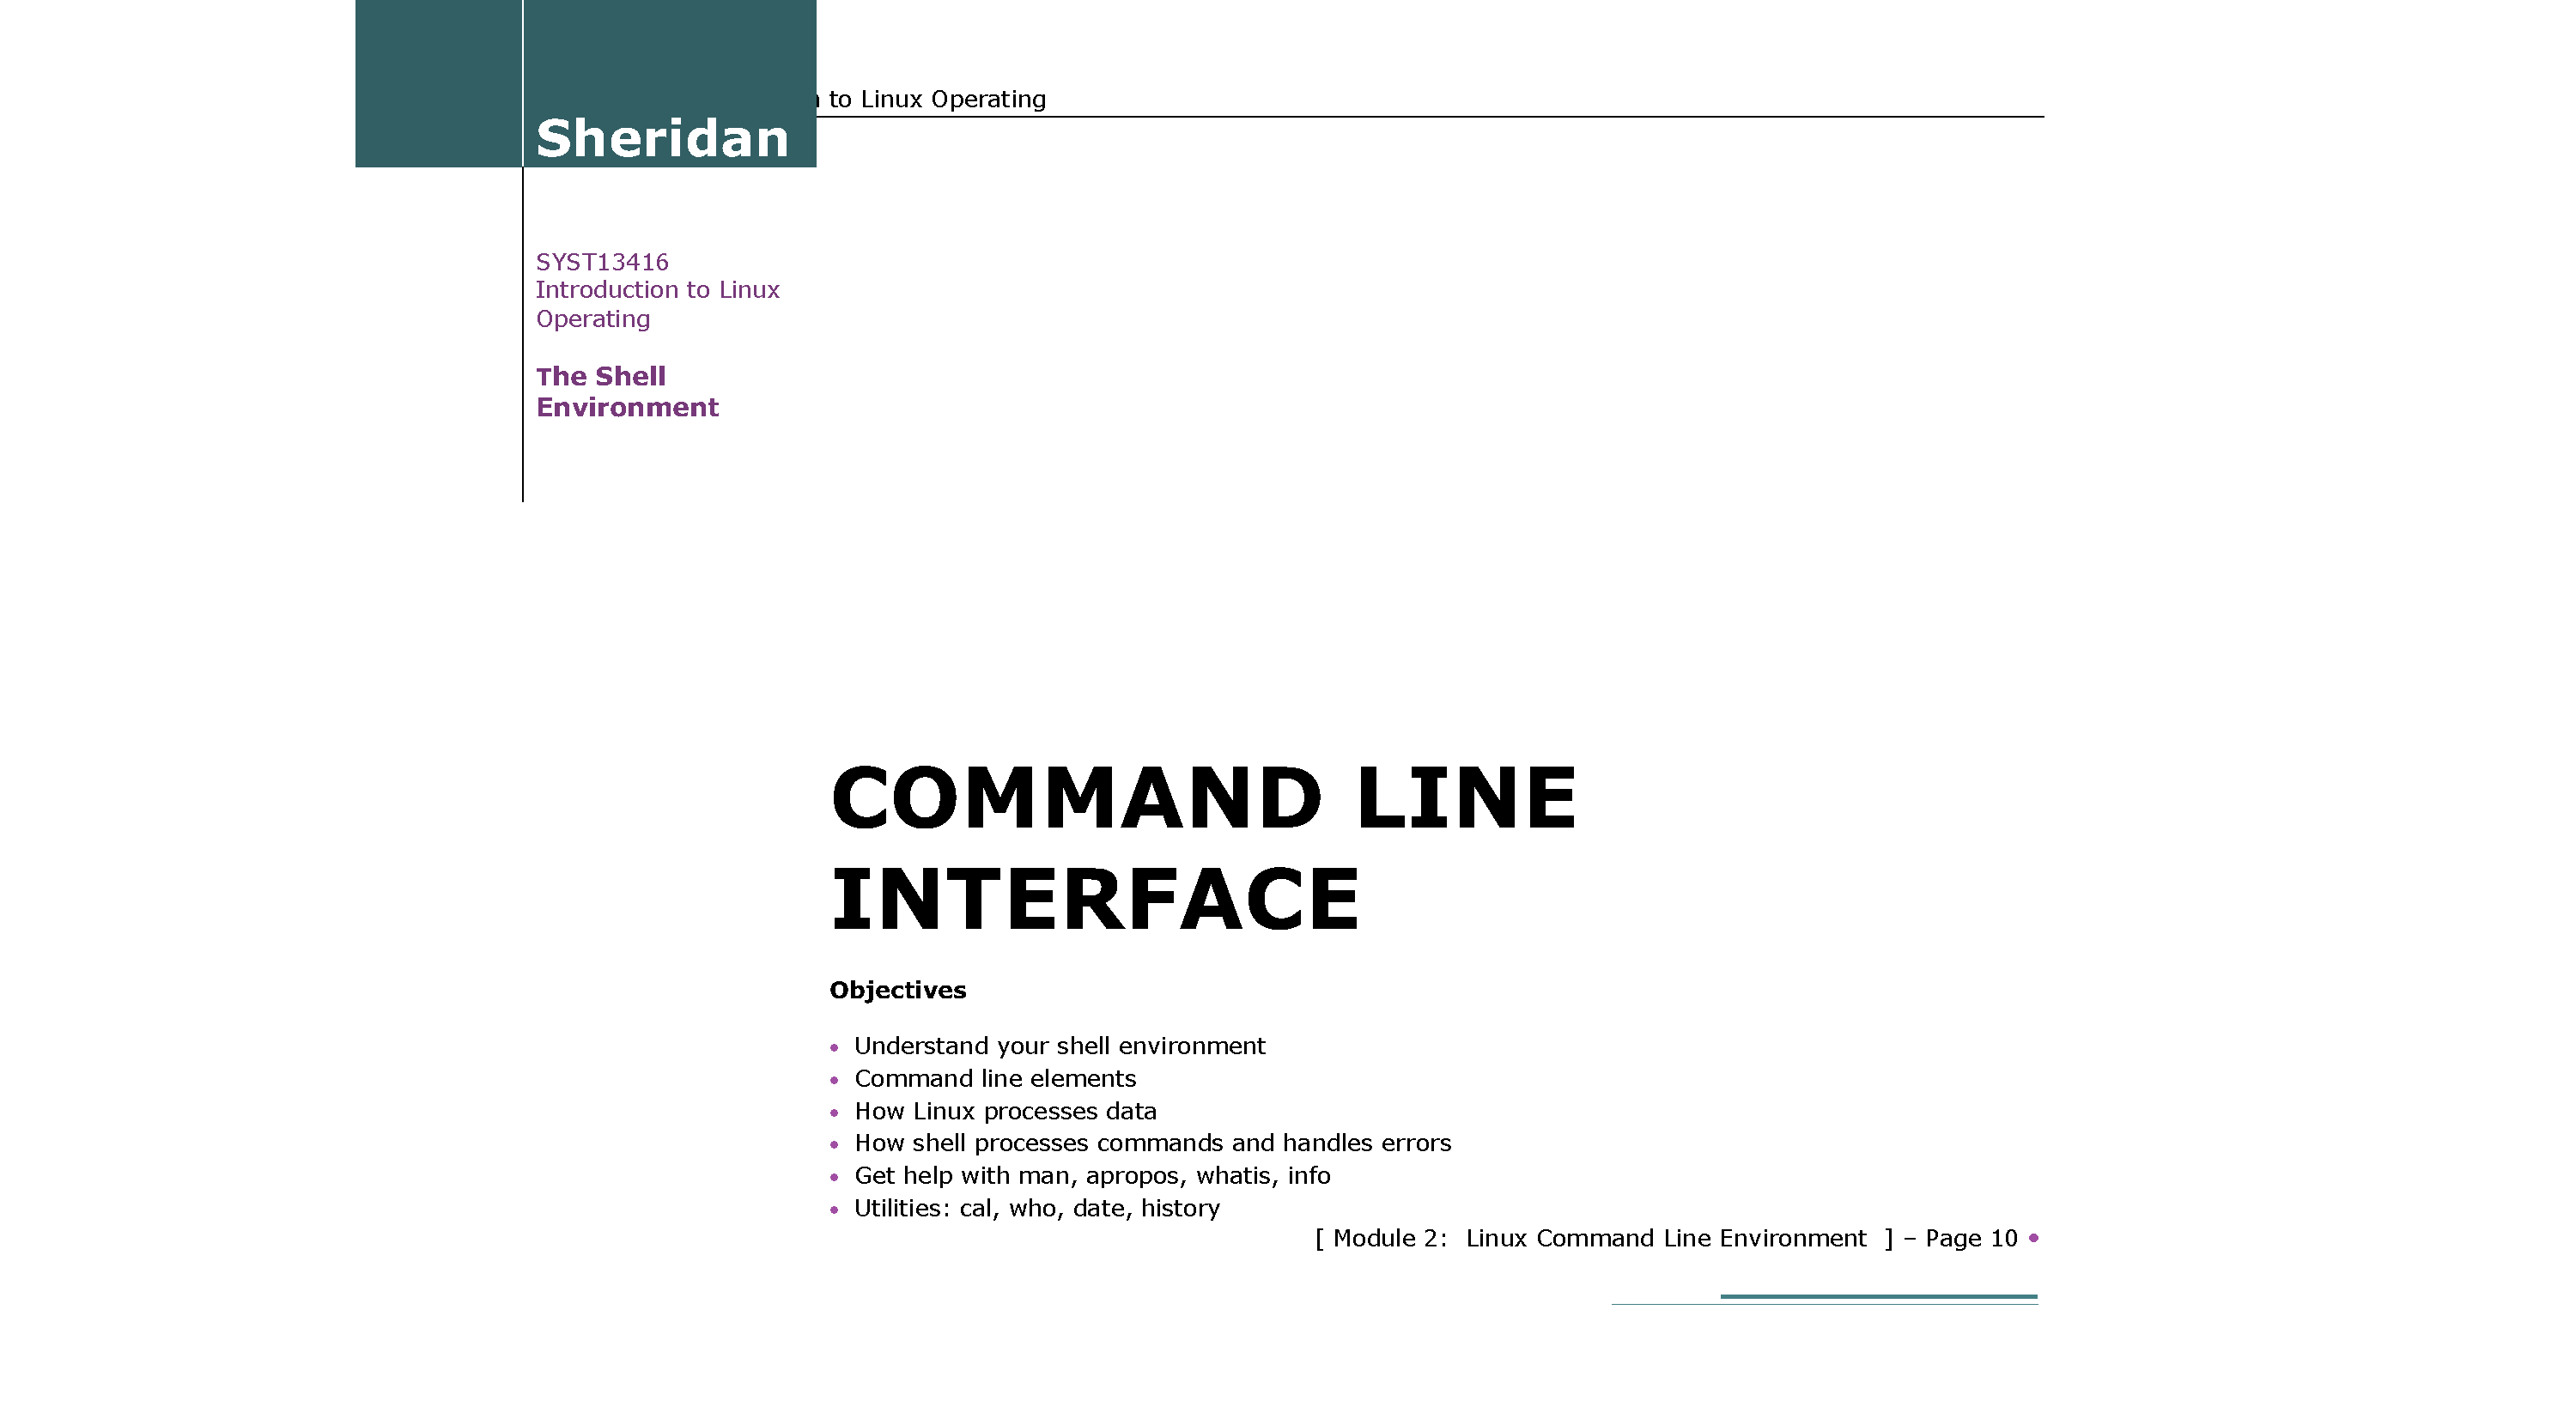 to Linux Operating
Sheridan
SYST13416
Introduction to Linux
Operating
The Shell
Environment
COMMAND LINE
INTERFACE
Objectives
• Understand your shell environment
• Command line elements
• How Linux processes data
• How shell processes commands and handles errors
• Get help with man, apropos, whatis, info
• Utilities: cal, who, date, history
[ Module 2:  Linux Command Line Environment  ] – Page 10 •